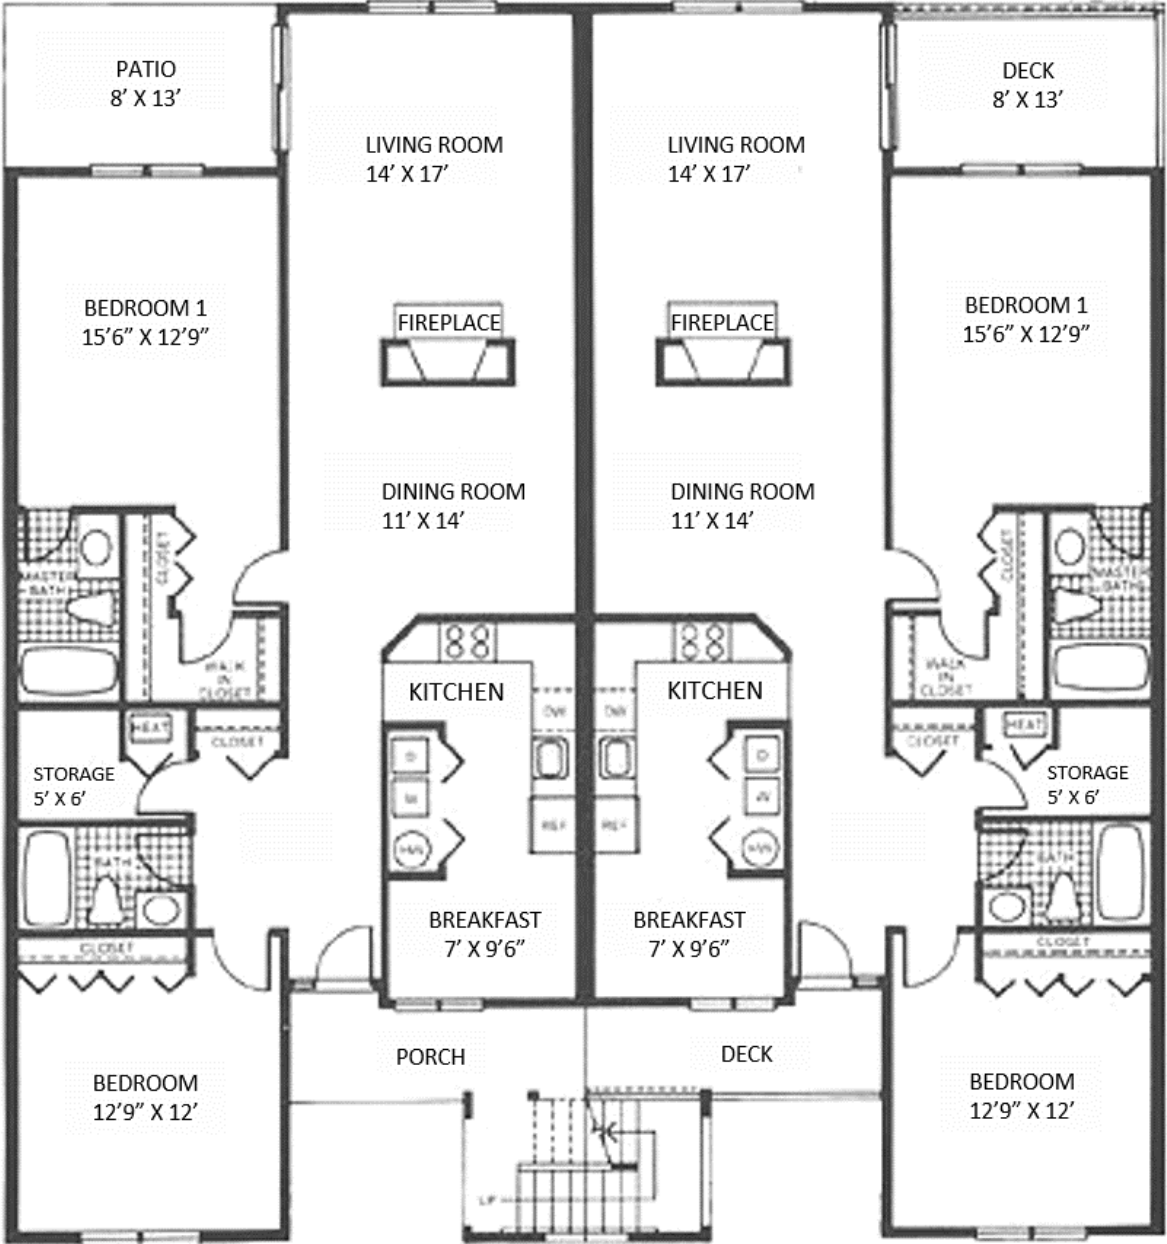 PATIO
8’ X 13’
DECK
8’ X 13’
LIVING ROOM
14’ X 17’
LIVING ROOM
14’ X 17’
BEDROOM 1
15’6” X 12’9”
FIREPLACE
FIREPLACE
BEDROOM 1
15’6” X 12’9”
DINING ROOM
11’ X 14’
DINING ROOM
11’ X 14’
MASTER
BATH
CLOSET
WALK
IN
CLOSET
CLOSET
WALK
IN
CLOSET
MASTER
BATH
KITCHEN
KITCHEN
DW
DW
HEAT
CLOSET
CLOSET
HEAT
STORAGE
5’ X 6’
STORAGE
5’ X 6’
D
W
REF
REF
D
W
BATH
BATH
BREAKFAST
7’ X 9’6”
BREAKFAST
7’ X 9’6”
CLOSET
CLOSET
PORCH
DECK
BEDROOM
12’9” X 12’
BEDROOM
12’9” X 12’
UP